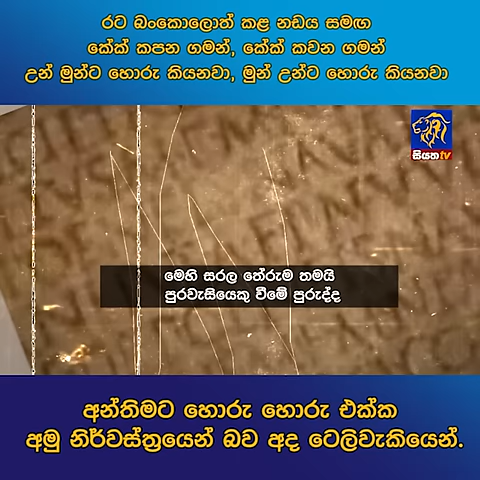 රට බංකොලොත් කළ නඩය සමඟ
කේක් කපන ගමන්, කේක් කවන ගමන්
උන් මුන්ට හොරු කියනවා, මුන් උන්ට හොරු කියනවා
සියත tv
මෙහි සරල තේරුම තමයි
පුරවැසියෙකු වීමේ පුරුද්ද
අන්තිමට හොරු හොරු එක්ක
අමු නිර්වස්ත්‍රයෙන් බව අද ටෙලිවැකියෙන්.